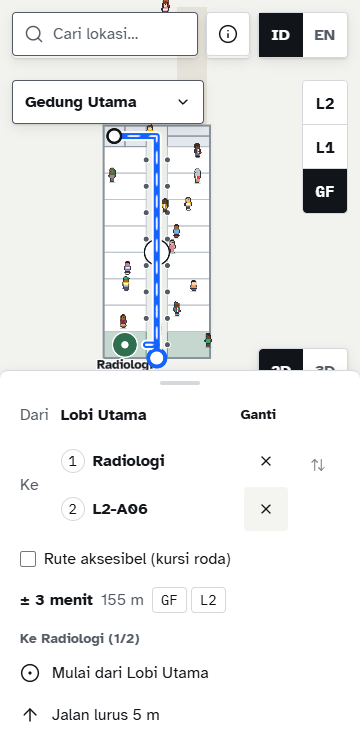 Cari lokasi...
ID
EN
Gedung Utama
L2
L1
GF
Radiologi
Dari
Lobi Utama
Ganti
Ke
1
Radiologi
2
L2-A06
Rute aksesibel (kursi roda)
± 3 menit
155 m
GF
L2
Ke Radiologi (1/2)
Mulai dari Lobi Utama
Jalan lurus 5 m